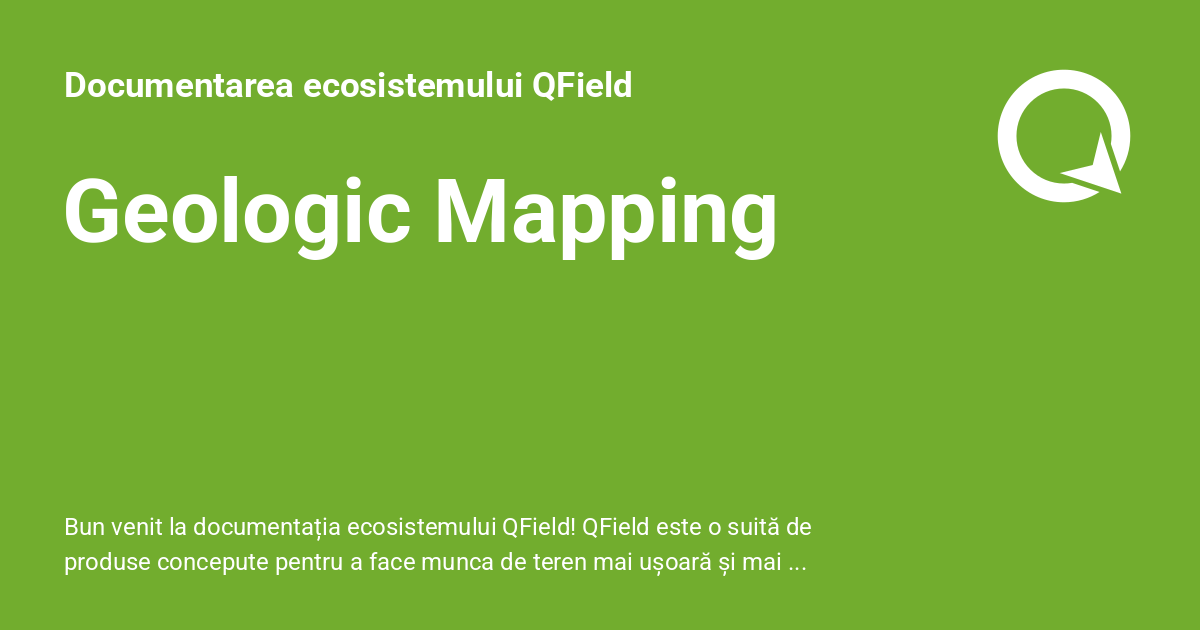 Documentarea ecosistemului QField
Geologic Mapping
Bun venit la documentația ecosistemului QField! QField este o suită de
produse concepute pentru a face munca de teren mai ușoară și mai ...